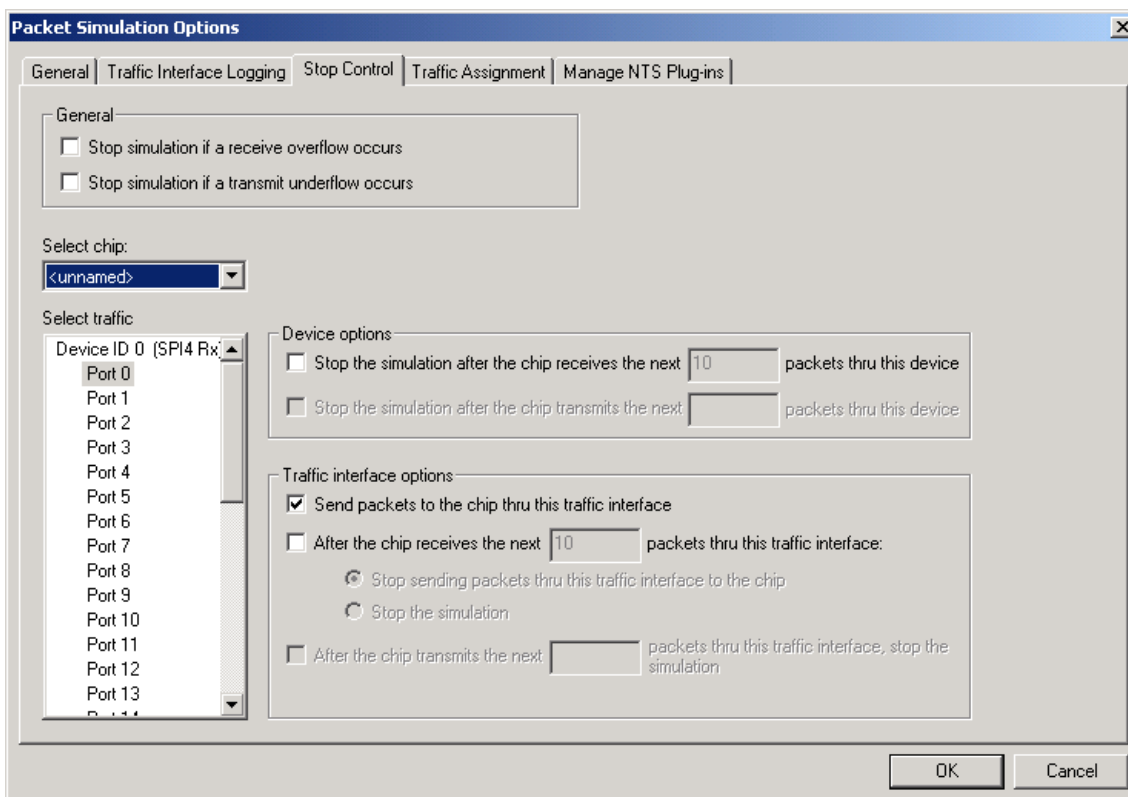 Packet Simulation Options
General Traffic Interface Logging Stop Control Traffic Assignment Manage NTS Plug-ins
General
Stop simulation if a receive overflow occurs
Stop simulation if a transmit underflow occurs
Select chip:
<unnamed>
Select traffic
Device ID 0 (SPI4 Rx)
Port 0
Port 1
Port 2
Port 3
Port 4
Port 5
Port 6
Port 7
Port 8
Port 9
Port 10
Port 11
Port 12
Port 13
Device options
Stop the simulation after the chip receives the next 10 packets thru this device
Stop the simulation after the chip transmits the next packets thru this device
Traffic interface options
Send packets to the chip thru this traffic interface
After the chip receives the next 10 packets thru this traffic interface:
Stop sending packets thru this traffic interface to the chip
Stop the simulation
After the chip transmits the next packets thru this traffic interface, stop the
simulation
OK Cancel